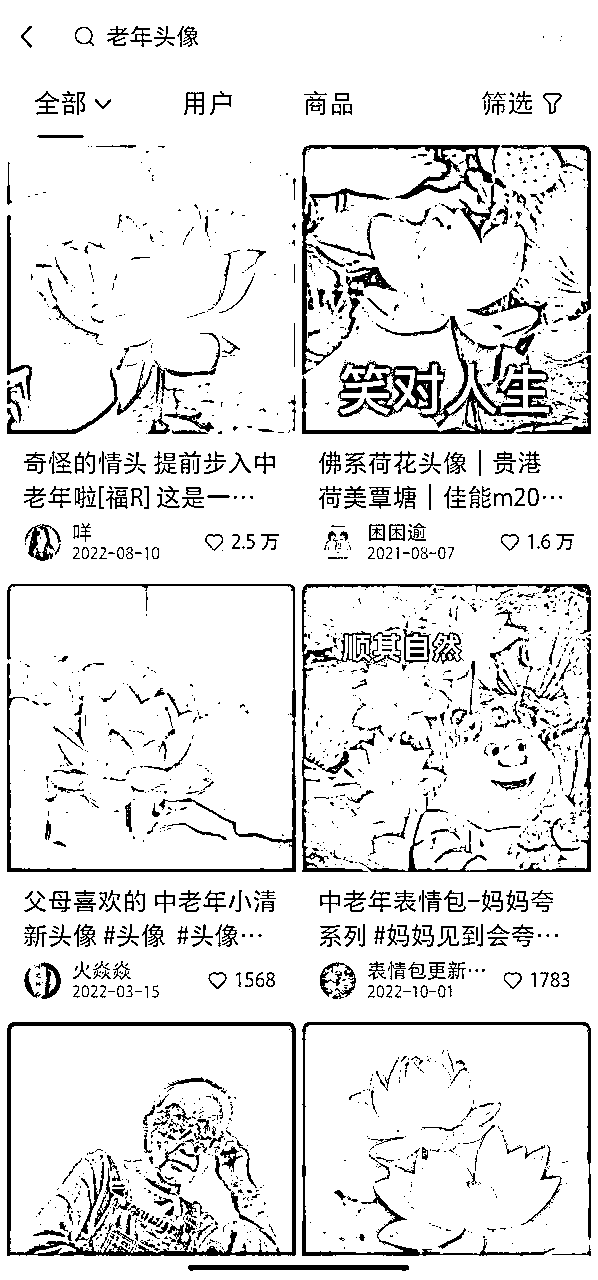 老年头像
全部 用户 商品 筛选
笑对人生
奇怪的情头 提前步入中
老年啦[福R] 这是一…
咩
2022-08-10
2.5万
佛系荷花头像｜贵港
荷美覃塘｜佳能m20…
困困逾
2021-08-07
1.6万
顺其自然
父母喜欢的 中老年小清
新头像 #头像 #头像…
火焱焱
2022-03-15
1568
中老年表情包-妈妈夸
系列 #妈妈见到会夸…
表情包更新…
2022-10-01
1783